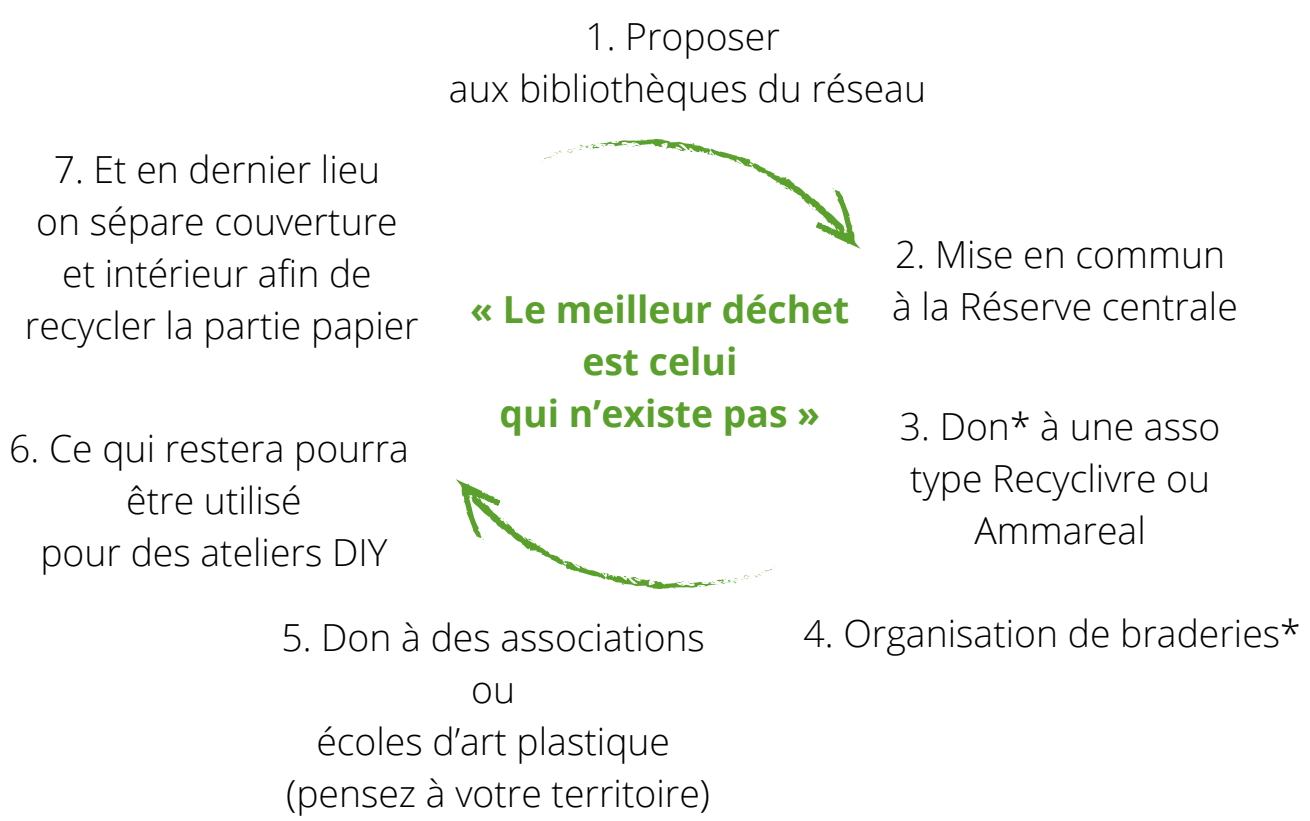 1. Proposer
aux bibliothèques du réseau
2. Mise en commun
à la Réserve centrale
3. Don* à une asso
type Recyclivre ou
Ammareal
4. Organisation de braderies*
5. Don à des associations
ou
écoles d'art plastique
(pensez à votre territoire)
6. Ce qui restera pourra
être utilisé
pour des ateliers DIY
7. Et en dernier lieu
on sépare couverture
et intérieur afin de
recycler la partie papier
« Le meilleur déchet
est celui
qui n’existe pas »